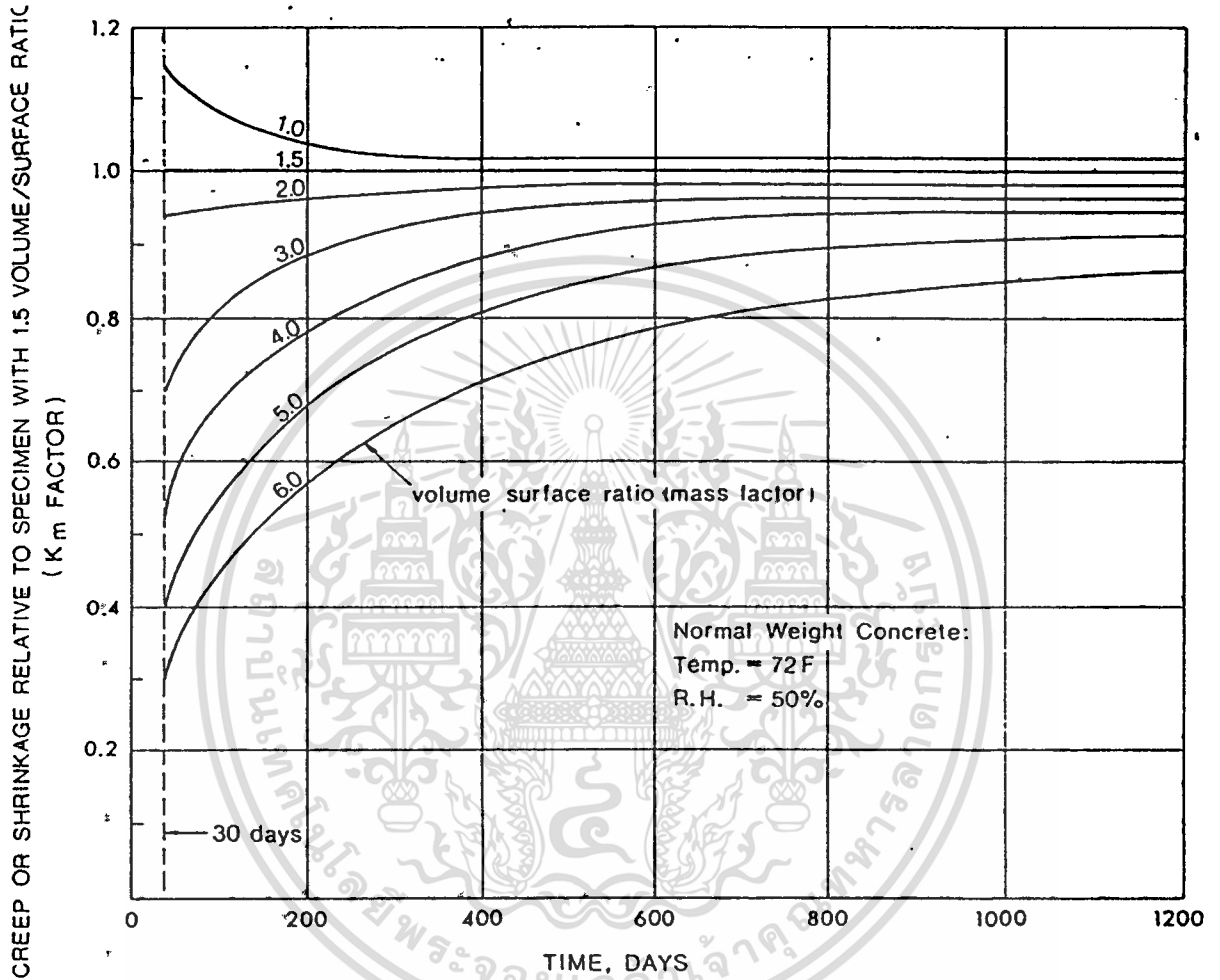 CREEP OR SHRINKAGE RELATIVE TO SPECIMEN WITH 1.5 VOLUME/SURFACE RATIO
(Km FACTOR)
1.2
1.0
0.8
0.6
0.4
0.2
0
1.0
1.5
2.0
3.0
4.0
5.0
6.0
volume surface ratio (mass factor)
Normal Weight Concrete:
Temp. = 72 F
R.H. = 50%
30 days
0
200
400
600
800
1000
1200
TIME, DAYS